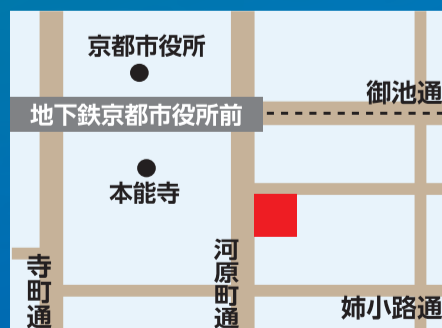 京都市役所
御池通
地下鉄京都市役所前
本能寺
寺町通
河原町通
姉小路通